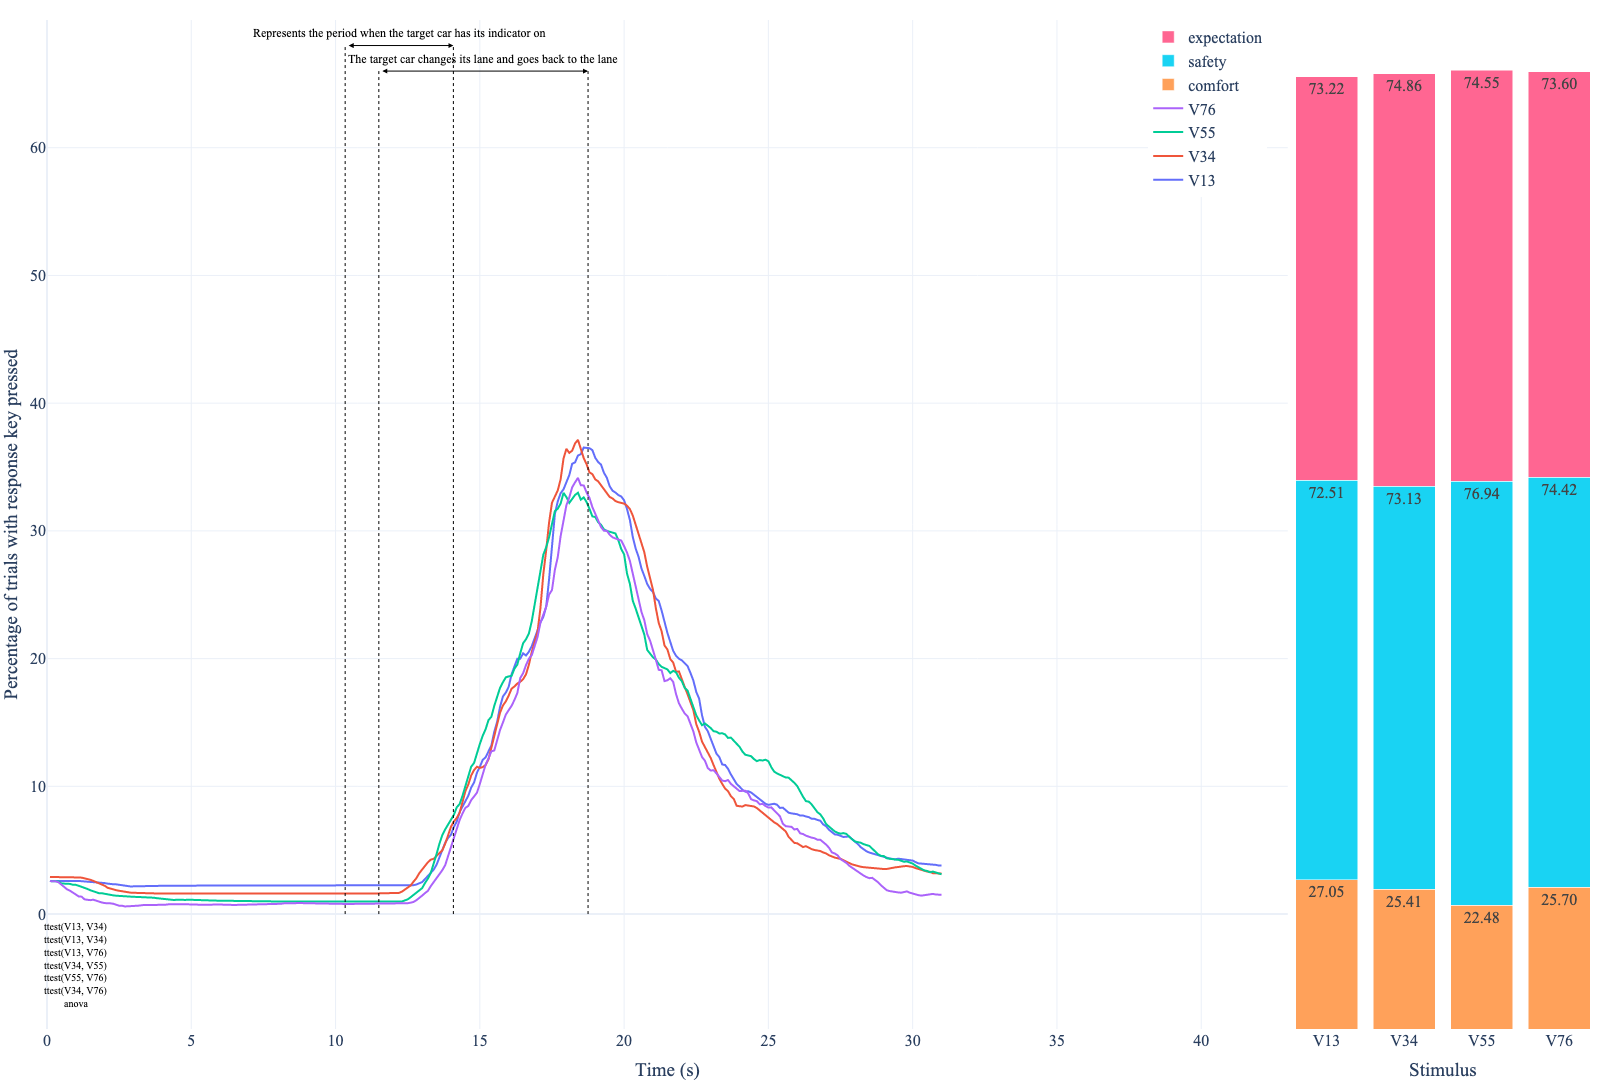 Represents the period when the target car has its indicator on
The target car changes its lane and goes back to the lane
expectation
safety
comfort
V76
V55
V34
V13
73.22
74.86
74.55
73.60
72.51
73.13
76.94
74.42
27.05
25.41
22.48
25.70
Percentage of trials with response key pressed
60
50
40
30
20
10
0
ttest(V13, V34)
ttest(V13, V34)
ttest(V13, V76)
ttest(V34, V55)
ttest(V55, V76)
ttest(V34, V76)
anova
0 5 10 15 20 25 30 35 40
V13 V34 V55 V76
Time (s)
Stimulus